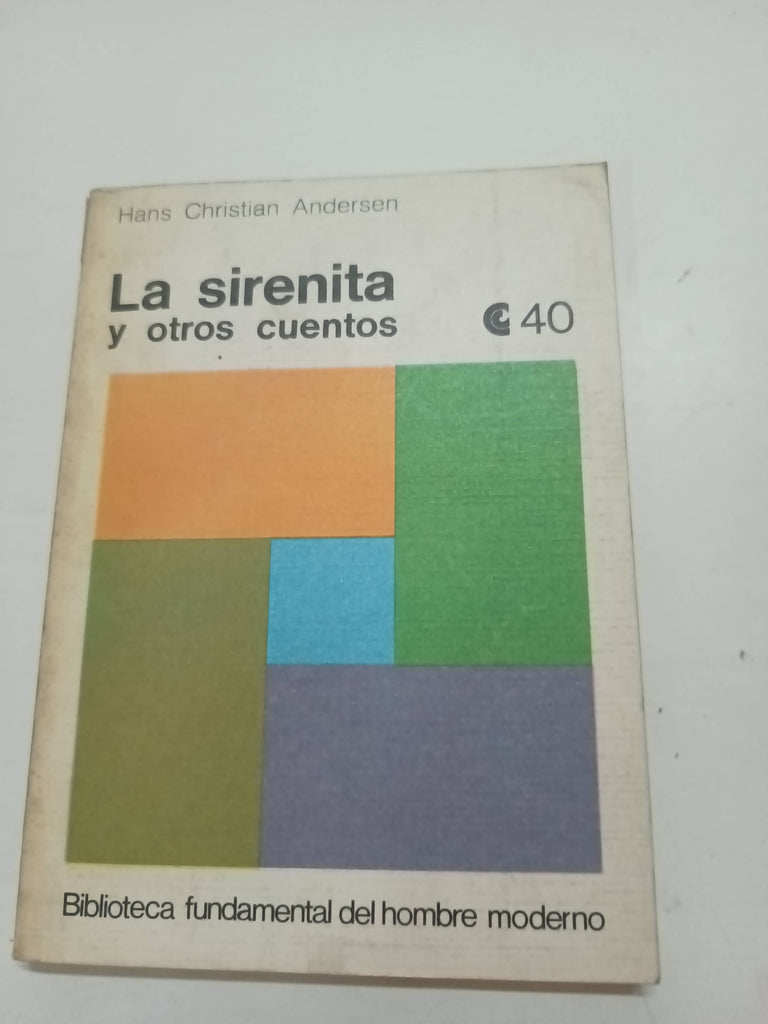 Hans Christian Andersen
La sirenita
y otros cuentos
40
Biblioteca fundamental del hombre moderno